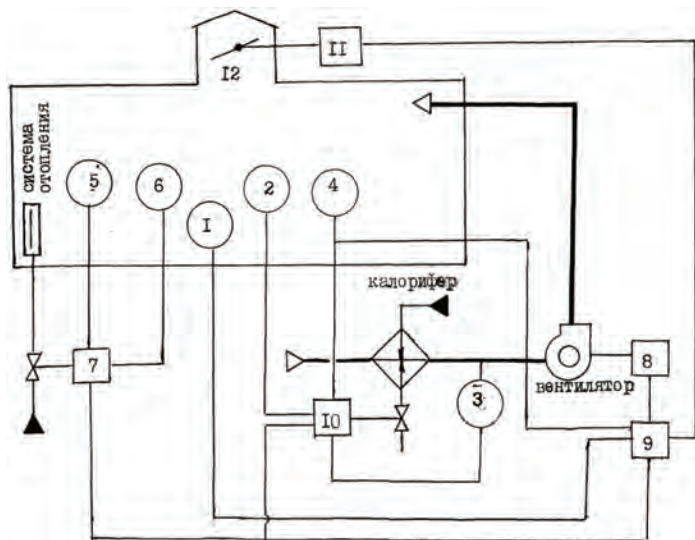 II
I2
система
отопления
5
6
2
4
I
калорифер
7
8
вентилятор
3
I0
9